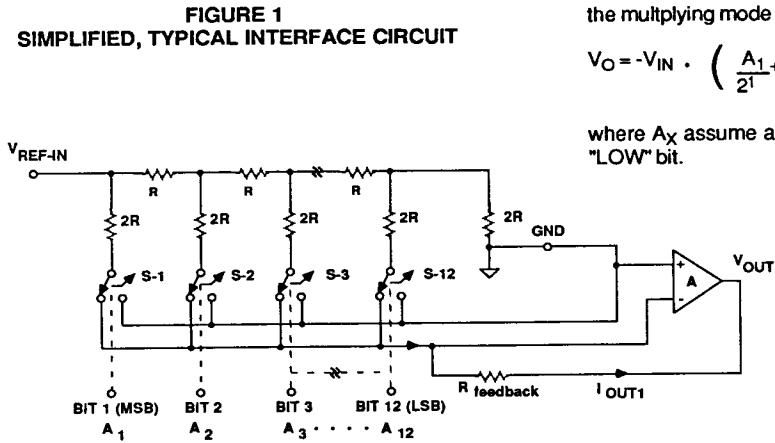 FIGURE 1
SIMPLIFIED, TYPICAL INTERFACE CIRCUIT
the multplying mode
V_O = -V_IN · ( A_1 / 2^1 +
where A_X assume a
"LOW" bit.
V_REF-IN
R
R
R
2R
2R
2R
2R
2R
GND
S-1
S-2
S-3
S-12
+
A
-
V_OUT
R feedback
I_OUT1
BIT 1 (MSB)
BIT 2
BIT 3
BIT 12 (LSB)
A_1
A_2
A_3 · · · · · A_12